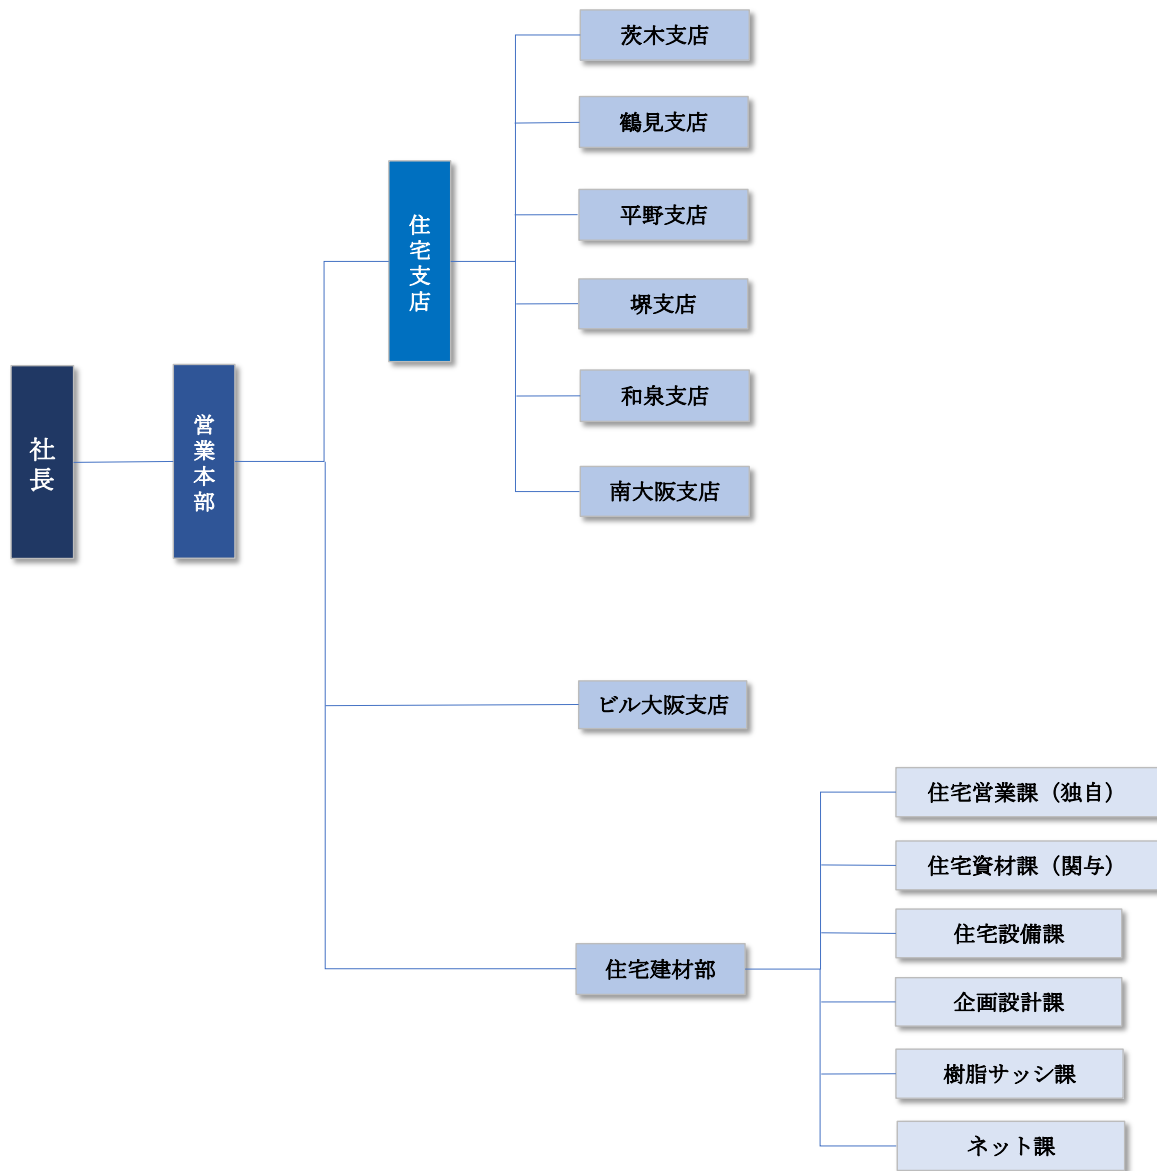 社長
営業本部
住宅支店
茨木支店
鶴見支店
平野支店
堺支店
和泉支店
南大阪支店
ビル大阪支店
住宅建材部
住宅営業課（独自）
住宅資材課（関与）
住宅設備課
企画設計課
樹脂サッシ課
ネット課